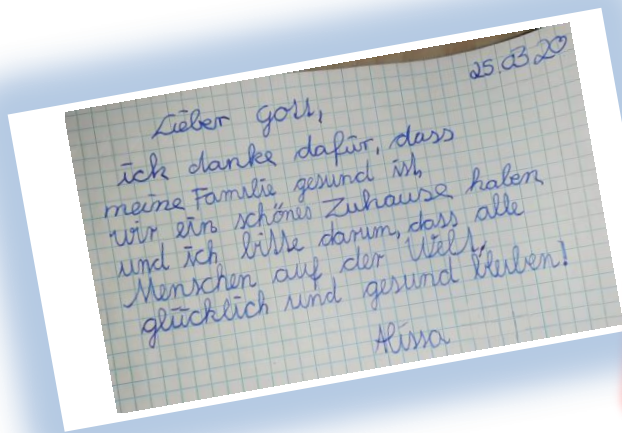 25.03.20
Lieber Gott,
ich danke dafür, dass
meine Familie gesund ist,
wir ein schönes Zuhause haben
und ich bitte darum, dass alle
Menschen auf der Welt,
glücklich und gesund bleiben!
Alissa